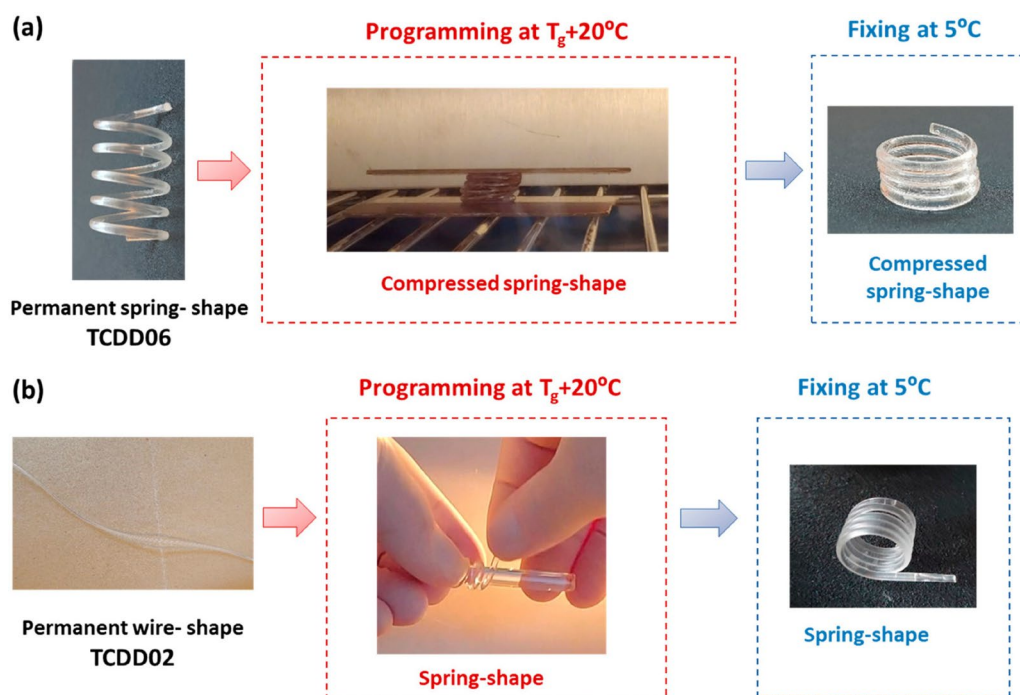 (a)
Programming at Tg+20°C
Fixing at 5°C
Compressed spring-shape
Compressed
spring-shape
Permanent spring- shape
TCDD06
(b)
Programming at Tg+20°C
Fixing at 5°C
Permanent wire- shape
TCDD02
Spring-shape
Spring-shape